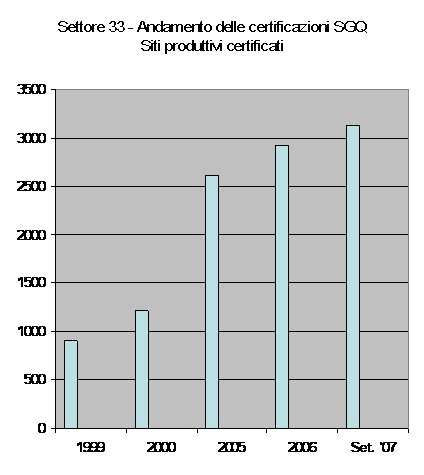 Settore 33 - Andamento delle certificazioni SGQ
Siti produttivi certificati
3500
3000
2500
2000
1500
1000
500
0
1999 2000 2005 2006 Set. '07